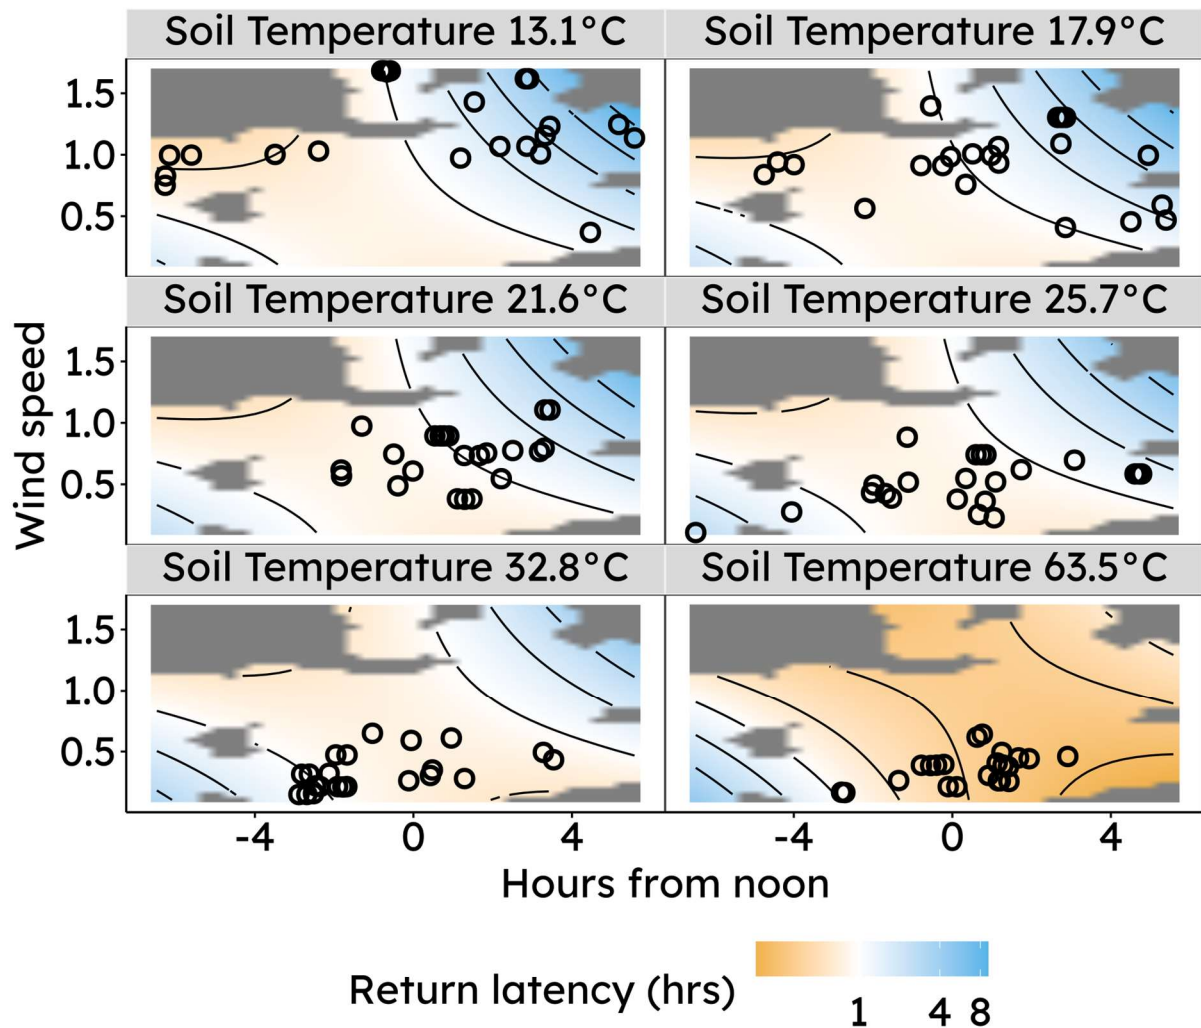 Soil Temperature 13.1°C
Soil Temperature 17.9°C
1.5
1.0
0.5
Soil Temperature 21.6°C
Soil Temperature 25.7°C
1.5
1.0
0.5
Wind speed
Soil Temperature 32.8°C
Soil Temperature 63.5°C
1.5
1.0
0.5
-4 0 4 -4 0 4
Hours from noon
Return latency (hrs)
1 4 8